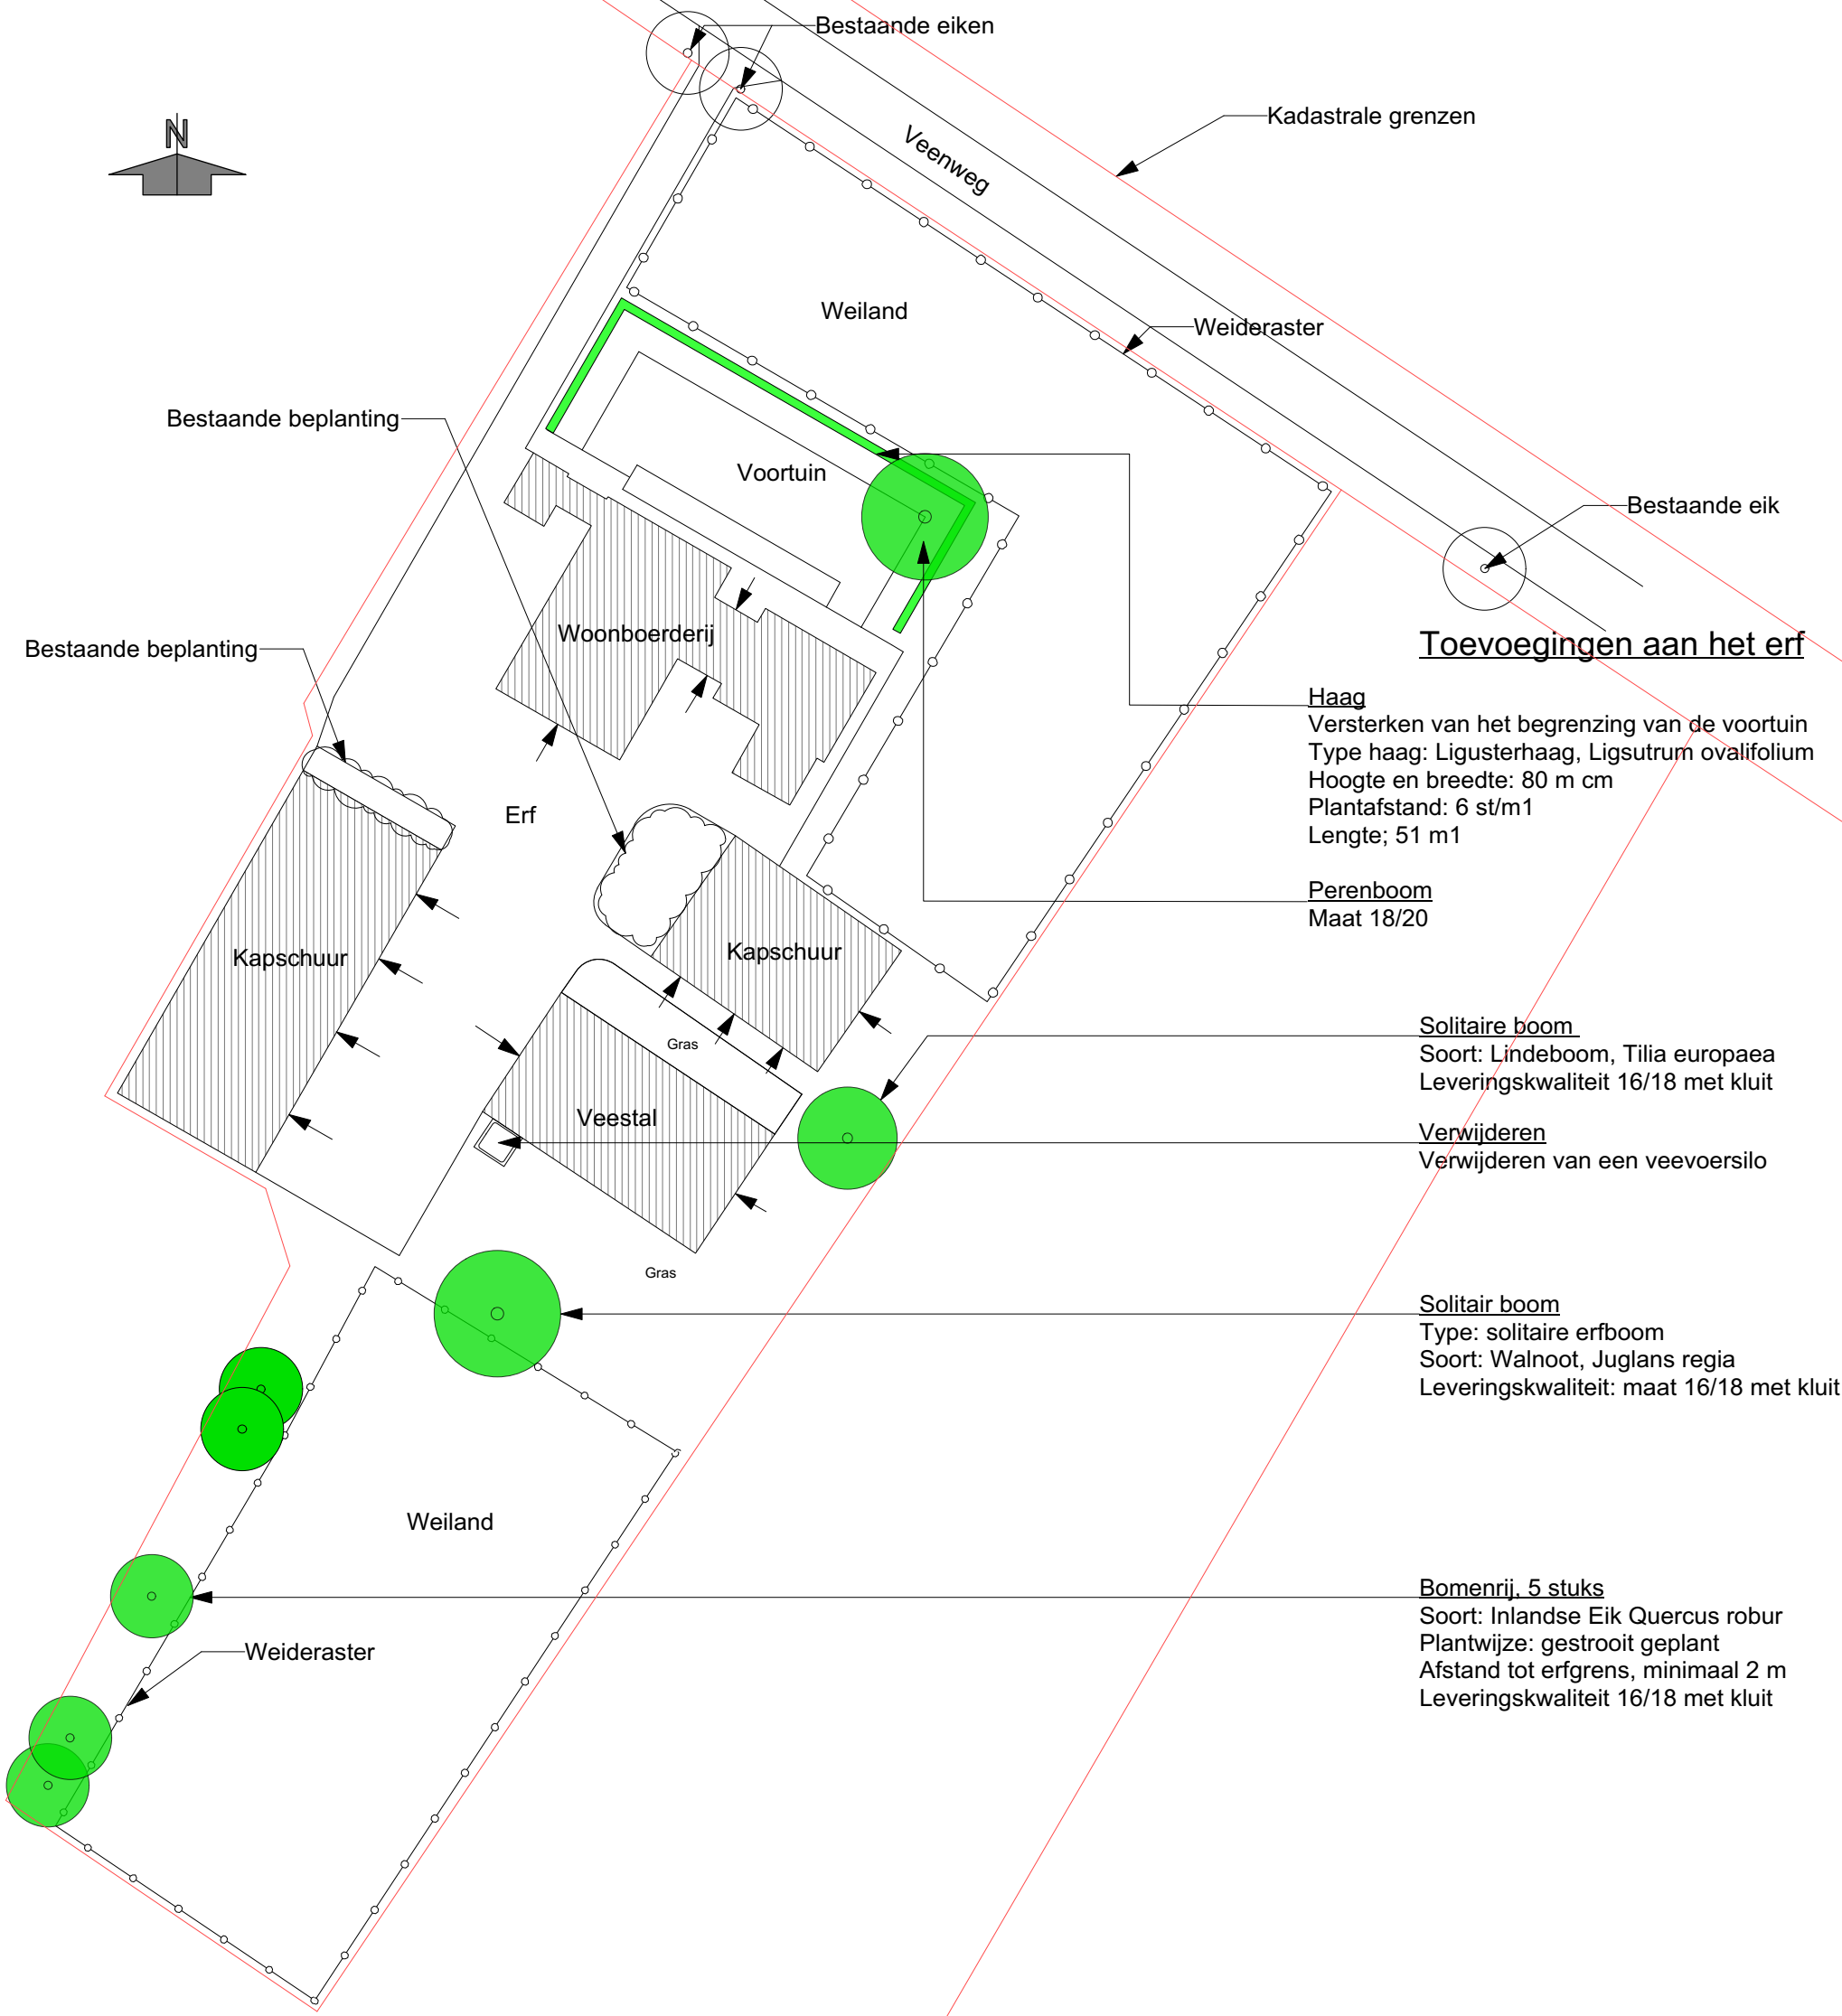 Bestaande eiken
N
Kadastrale grenzen
Veenweg
Weiland
Weideraster
Bestaande beplanting
Voortuin
Bestaande eik
Woonboerderij
Toevoegingen aan het erf
Bestaande beplanting
Haag
Versterken van het begrenzing van de voortuin
Type haag: Ligusterhaag, Ligsutrum ovalifolium
Hoogte en breedte: 80 m cm
Plantafstand: 6 st/m1
Lengte; 51 m1
Erf
Perenboom
Maat 18/20
Kapschuur
Kapschuur
Gras
Solitaire boom
Soort: Lindeboom, Tilia europaea
Leveringskwaliteit 16/18 met kluit
Veestal
Verwijderen
Verwijderen van een veevoersilo
Gras
Solitair boom
Type: solitaire erfboom
Soort: Walnoot, Juglans regia
Leveringskwaliteit: maat 16/18 met kluit
Weiland
Bomenrij, 5 stuks
Soort: Inlandse Eik Quercus robur
Plantwijze: gestrooit geplant
Afstand tot erfgrens, minimaal 2 m
Leveringskwaliteit 16/18 met kluit
Weideraster